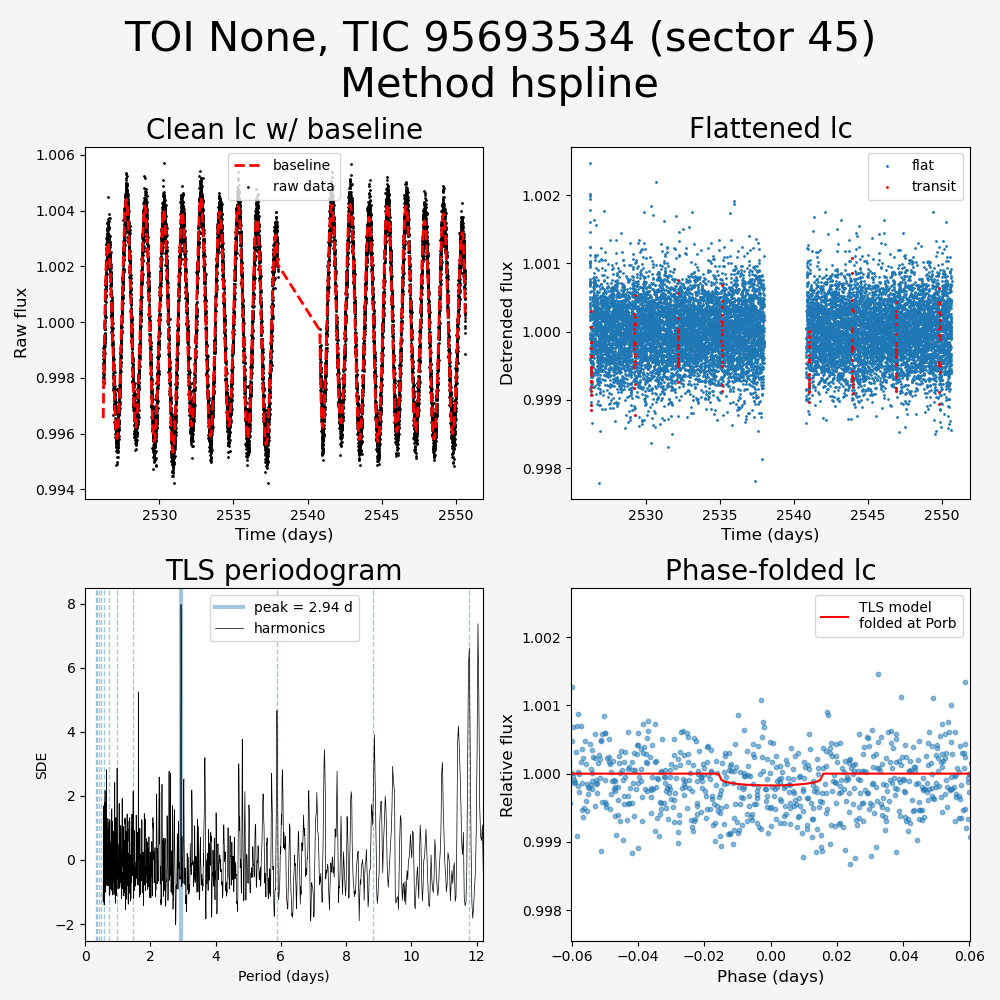 TOI None, TIC 95693534 (sector 45)
Method hspline
Clean lc w/ baseline
baseline
raw data
1.006
1.004
1.002
1.000
0.998
0.996
0.994
Raw flux
2530
2535
2540
2545
2550
Time (days)
Flattened lc
flat
transit
1.002
1.001
1.000
0.999
0.998
Detrended flux
2530
2535
2540
2545
2550
Time (days)
TLS periodogram
peak = 2.94 d
harmonics
8
6
4
2
0
−2
SDE
0
2
4
6
8
10
12
Period (days)
Phase-folded lc
TLS model
folded at Porb
1.002
1.001
1.000
0.999
0.998
Relative flux
−0.06
−0.04
−0.02
0.00
0.02
0.04
0.06
Phase (days)